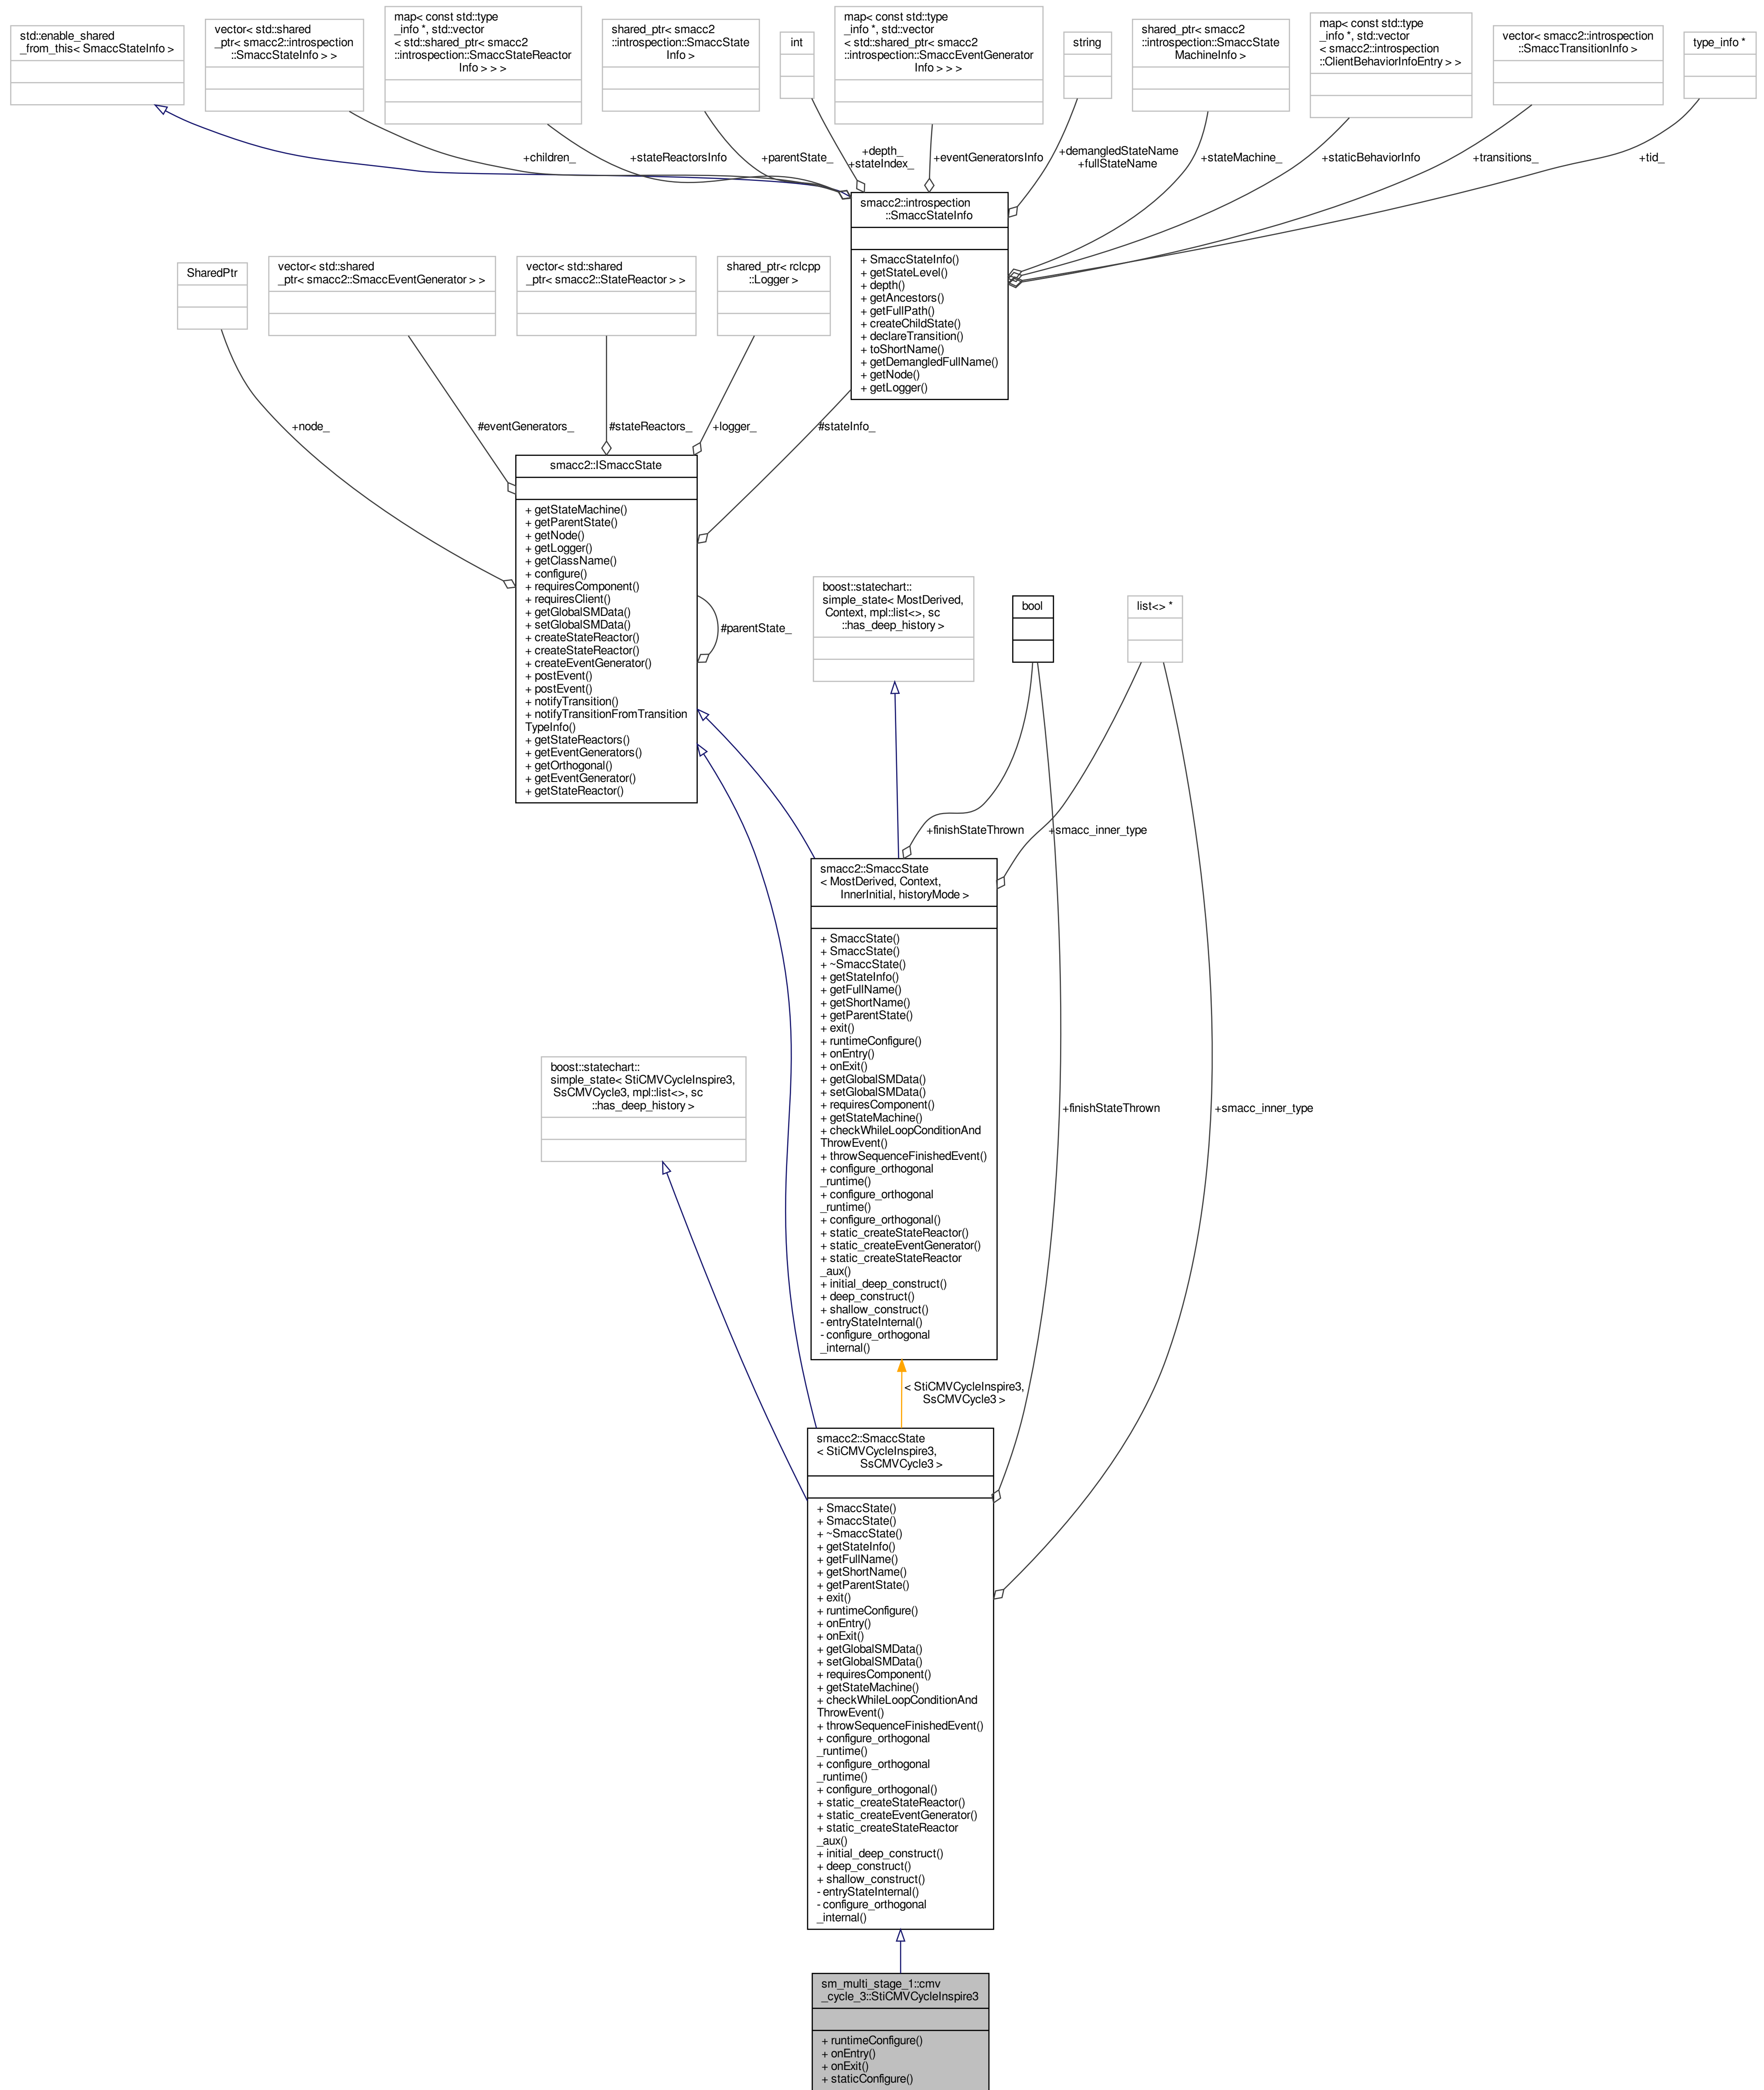 std::enable_shared
_from_this< SmaccStateInfo >
vector< std::shared
_ptr< smacc2::introspection
::SmaccStateInfo > >
map< const std::type
_info *, std::vector
< std::shared_ptr< smacc2
::introspection::SmaccStateReactor
Info > > >
shared_ptr< smacc2
::introspection::SmaccState
Info >
int
map< const std::type
_info *, std::vector
< std::shared_ptr< smacc2
::introspection::SmaccEventGenerator
Info > > >
string
shared_ptr< smacc2
::introspection::SmaccState
MachineInfo >
map< const std::type
_info *, std::vector
< smacc2::introspection
::ClientBehaviorInfoEntry > >
vector< smacc2::introspection
::SmaccTransitionInfo >
type_info *
+children_
+stateReactorsInfo
+parentState_
+depth_
+stateIndex_
+eventGeneratorsInfo
+demangledStateName
+fullStateName
+stateMachine_
+staticBehaviorInfo
+transitions_
+tid_
smacc2::introspection
::SmaccStateInfo
+ SmaccStateInfo()
+ getStateLevel()
+ depth()
+ getAncestors()
+ getFullPath()
+ createChildState()
+ declareTransition()
+ toShortName()
+ getDemangledFullName()
+ getNode()
+ getLogger()
SharedPtr
vector< std::shared
_ptr< smacc2::SmaccEventGenerator > >
vector< std::shared
_ptr< smacc2::StateReactor > >
shared_ptr< rclcpp
::Logger >
+node_
#eventGenerators_
#stateReactors_
+logger_
#stateInfo_
smacc2::ISmaccState
+ getStateMachine()
+ getParentState()
+ getNode()
+ getLogger()
+ getClassName()
+ configure()
+ requiresComponent()
+ requiresClient()
+ getGlobalSMData()
+ setGlobalSMData()
+ createStateReactor()
+ createStateReactor()
+ createEventGenerator()
+ postEvent()
+ postEvent()
+ notifyTransition()
+ notifyTransitionFromTransition
TypeInfo()
+ getStateReactors()
+ getEventGenerators()
+ getOrthogonal()
+ getEventGenerator()
+ getStateReactor()
#parentState_
boost::statechart::
simple_state< MostDerived,
Context, mpl::list<>, sc
::has_deep_history >
bool
list<> *
+finishStateThrown
+smacc_inner_type
smacc2::SmaccState
< MostDerived, Context,
InnerInitial, historyMode >
+ SmaccState()
+ SmaccState()
+ ~SmaccState()
+ getStateInfo()
+ getFullName()
+ getShortName()
+ getParentState()
+ exit()
+ runtimeConfigure()
+ onEntry()
+ onExit()
+ getGlobalSMData()
+ setGlobalSMData()
+ requiresComponent()
+ getStateMachine()
+ checkWhileLoopConditionAnd
ThrowEvent()
+ throwSequenceFinishedEvent()
+ configure_orthogonal
_runtime()
+ configure_orthogonal
_runtime()
+ configure_orthogonal()
+ static_createStateReactor()
+ static_createEventGenerator()
+ static_createStateReactor
_aux()
+ initial_deep_construct()
+ deep_construct()
+ shallow_construct()
- entryStateInternal()
- configure_orthogonal
_internal()
boost::statechart::
simple_state< StiCMVCycleInspire3,
SsCMVCycle3, mpl::list<>, sc
::has_deep_history >
+finishStateThrown
+smacc_inner_type
< StiCMVCycleInspire3,
SsCMVCycle3 >
smacc2::SmaccState
< StiCMVCycleInspire3,
SsCMVCycle3 >
+ SmaccState()
+ SmaccState()
+ ~SmaccState()
+ getStateInfo()
+ getFullName()
+ getShortName()
+ getParentState()
+ exit()
+ runtimeConfigure()
+ onEntry()
+ onExit()
+ getGlobalSMData()
+ setGlobalSMData()
+ requiresComponent()
+ getStateMachine()
+ checkWhileLoopConditionAnd
ThrowEvent()
+ throwSequenceFinishedEvent()
+ configure_orthogonal
_runtime()
+ configure_orthogonal
_runtime()
+ configure_orthogonal()
+ static_createStateReactor()
+ static_createEventGenerator()
+ static_createStateReactor
_aux()
+ initial_deep_construct()
+ deep_construct()
+ shallow_construct()
- entryStateInternal()
- configure_orthogonal
_internal()
sm_multi_stage_1::cmv
_cycle_3::StiCMVCycleInspire3
+ runtimeConfigure()
+ onEntry()
+ onExit()
+ staticConfigure()